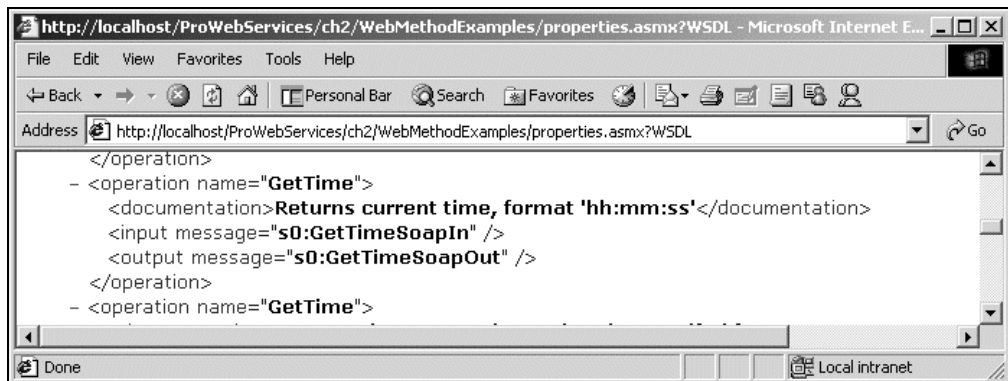 http://localhost/ProWebServices/ch2/WebMethodExamples/properties.asmx?WSDL - Microsoft Internet E...
File Edit View Favorites Tools Help
Back Personal Bar Search Favorites
Address http://localhost/ProWebServices/ch2/WebMethodExamples/properties.asmx?WSDL Go
</operation>
– <operation name="GetTime">
<documentation>Returns current time, format 'hh:mm:ss'</documentation>
<input message="s0:GetTimeSoapIn" />
<output message="s0:GetTimeSoapOut" />
</operation>
– <operation name="GetTime">
Done Local intranet